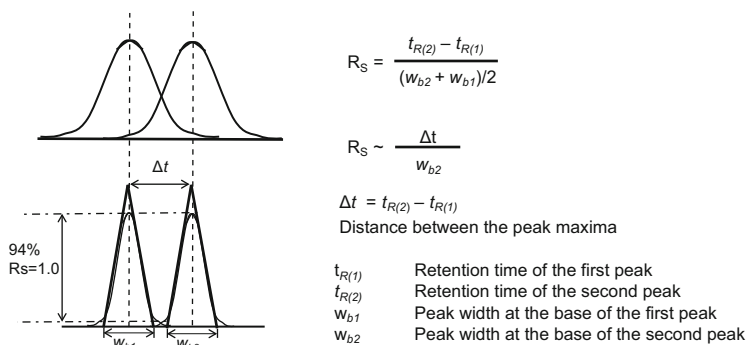 R_S = (t_R(2) – t_R(1)) / ((w_b2 + w_b1)/2)
R_S ~ Δt / w_b2
Δt
Δt = t_R(2) – t_R(1)
Distance between the peak maxima
94%
Rs=1.0
t_R(1) Retention time of the first peak
t_R(2) Retention time of the second peak
w_b1 Peak width at the base of the first peak
w_b2 Peak width at the base of the second peak
w_b1